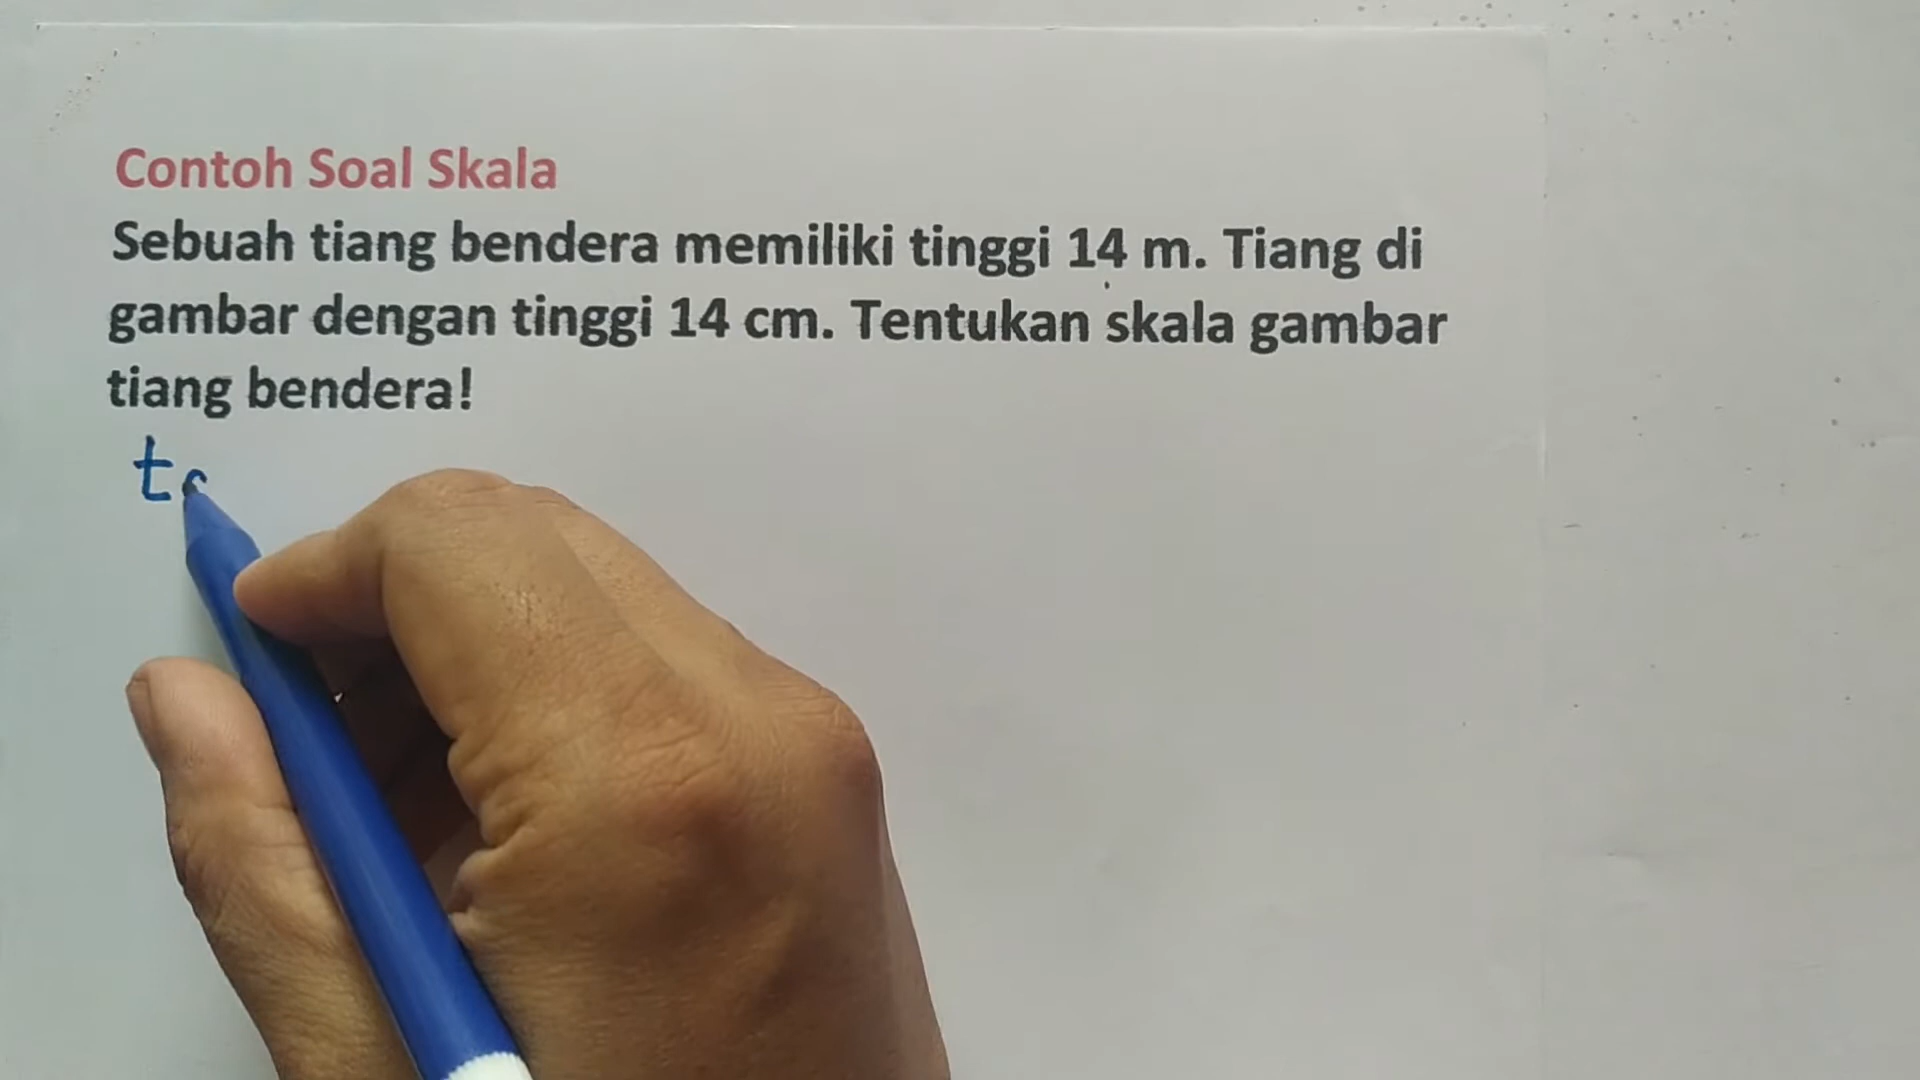 Contoh Soal Skala
Sebuah tiang bendera memiliki tinggi 14 m. Tiang di
gambar dengan tinggi 14 cm. Tentukan skala gambar
tiang bendera!
ts